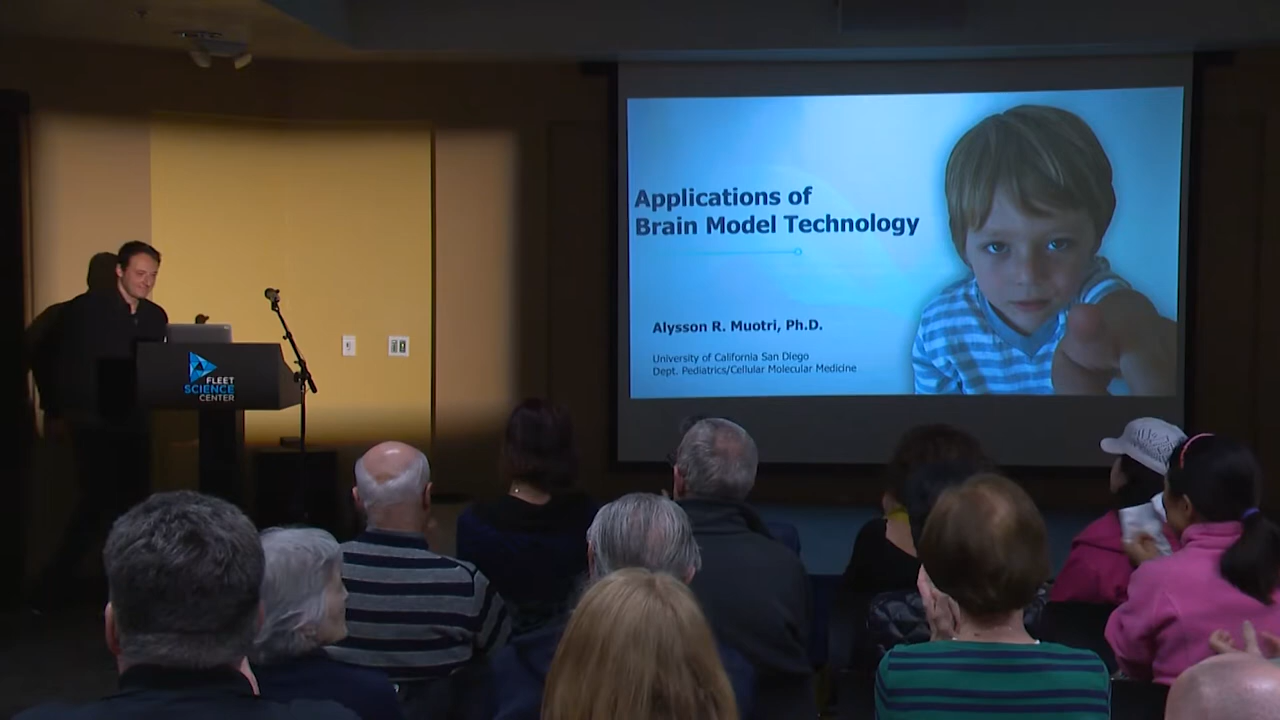 Applications of
Brain Model Technology
Alysson R. Muotri, Ph.D.
University of California San Diego
Dept. Pediatrics/Cellular Molecular Medicine
FLEET
SCIENCE
CENTER